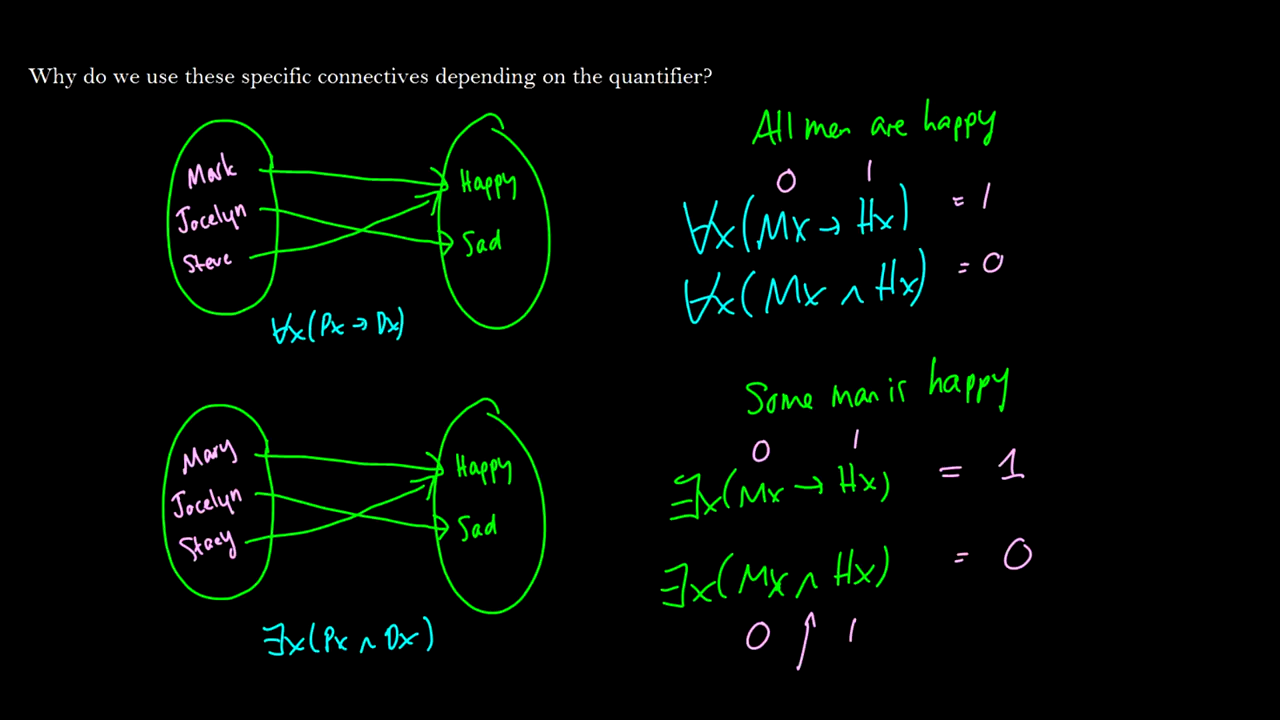 Why do we use these specific connectives depending on the quantifier?
Mark
Jocelyn
Steve
Happy
Sad
∀x(Px→Dx)
All men are happy
0 1
∀x(Mx→Hx) = 1
∀x(Mx∧Hx) = 0
Mary
Jocelyn
Stacy
Happy
Sad
∃x(Px∧Dx)
Some man is happy
0 1
∃x(Mx→Hx) = 1
∃x(Mx∧Hx) = 0
0 1